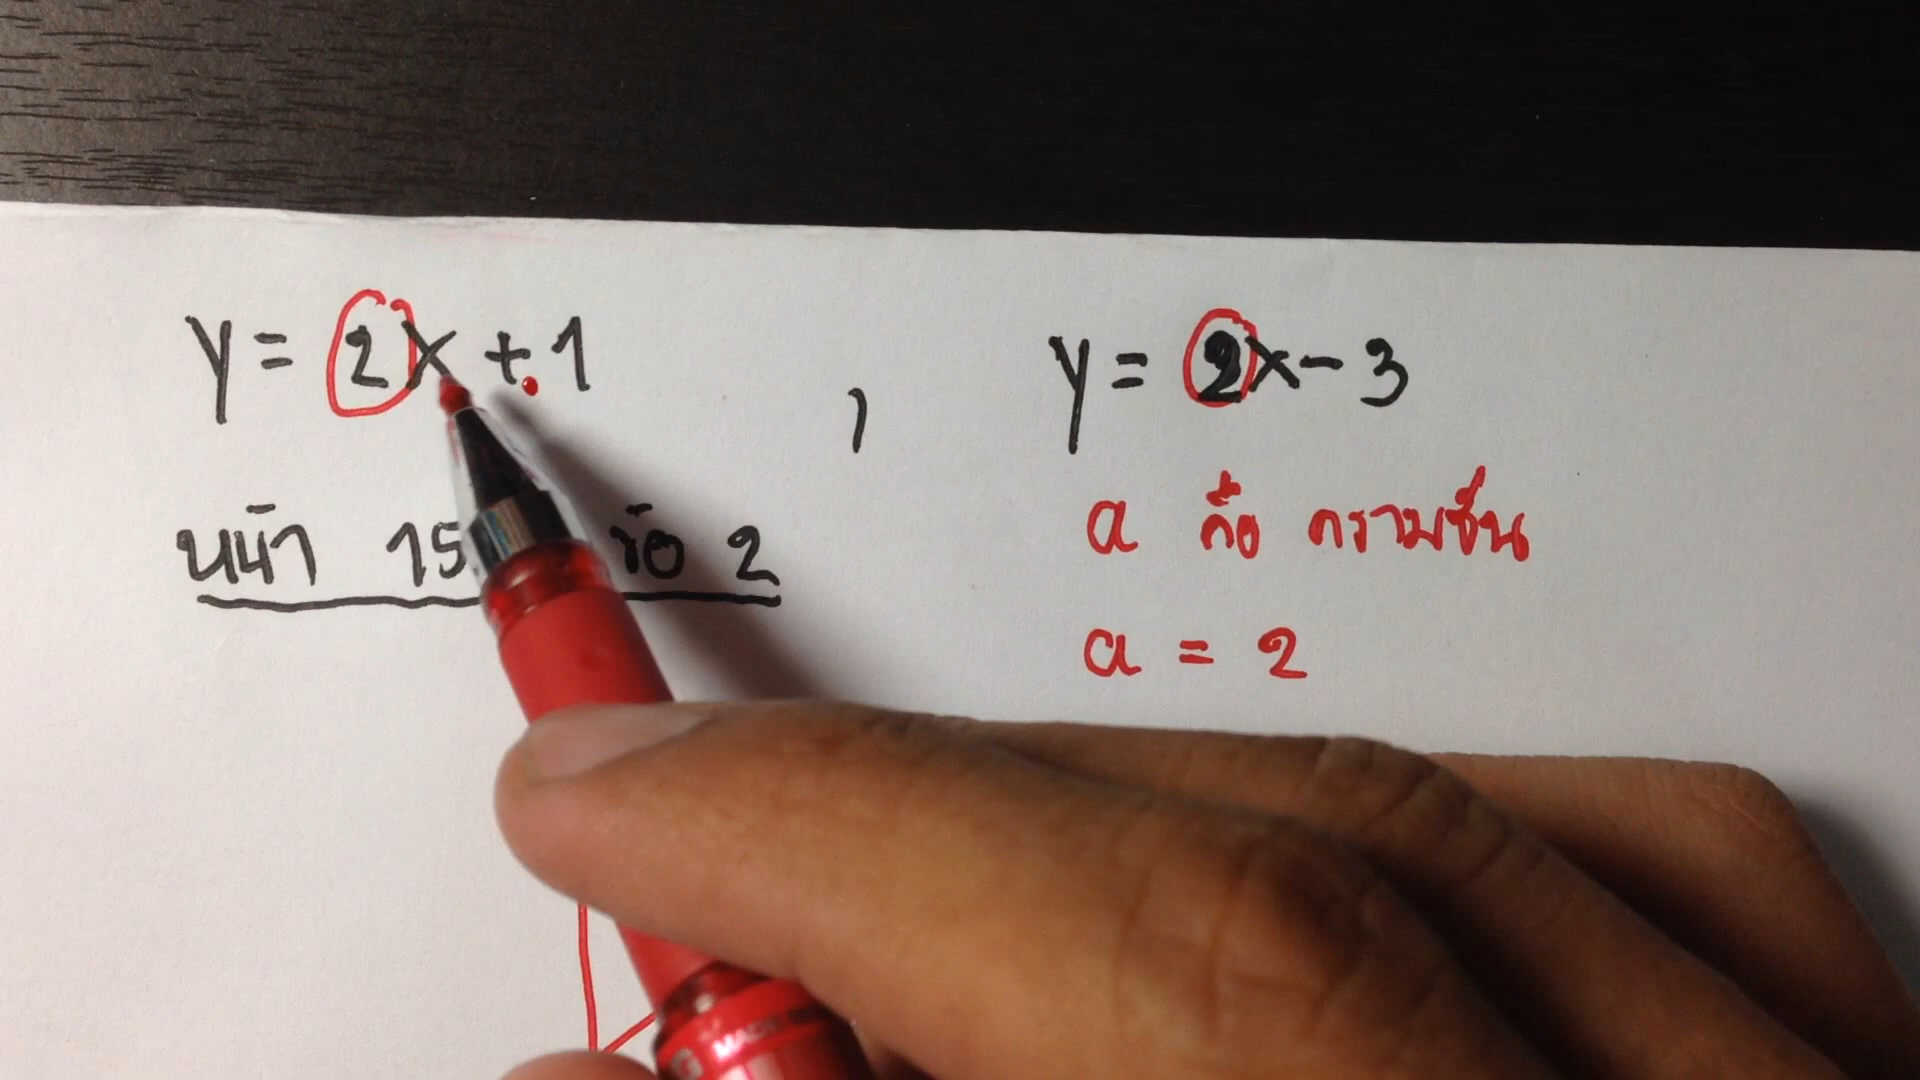 y = 2x + 1 , y = 2x - 3
หน้า 15 ข้อ 2
a คือ ความชัน
a = 2